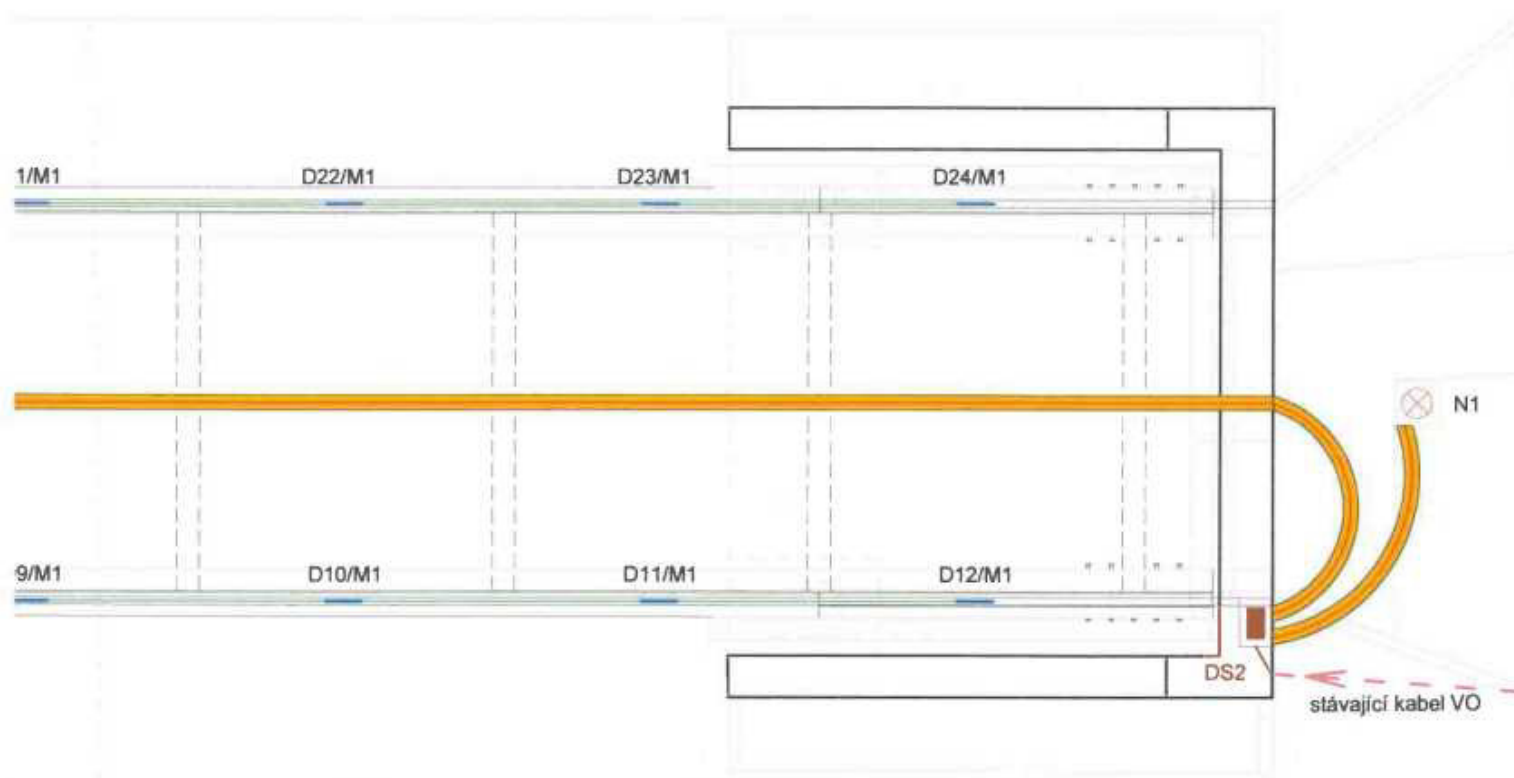 1/M1 D22/M1 D23/M1 D24/M1
N1
9/M1 D10/M1 D11/M1 D12/M1
DS2
stávající kabel VO